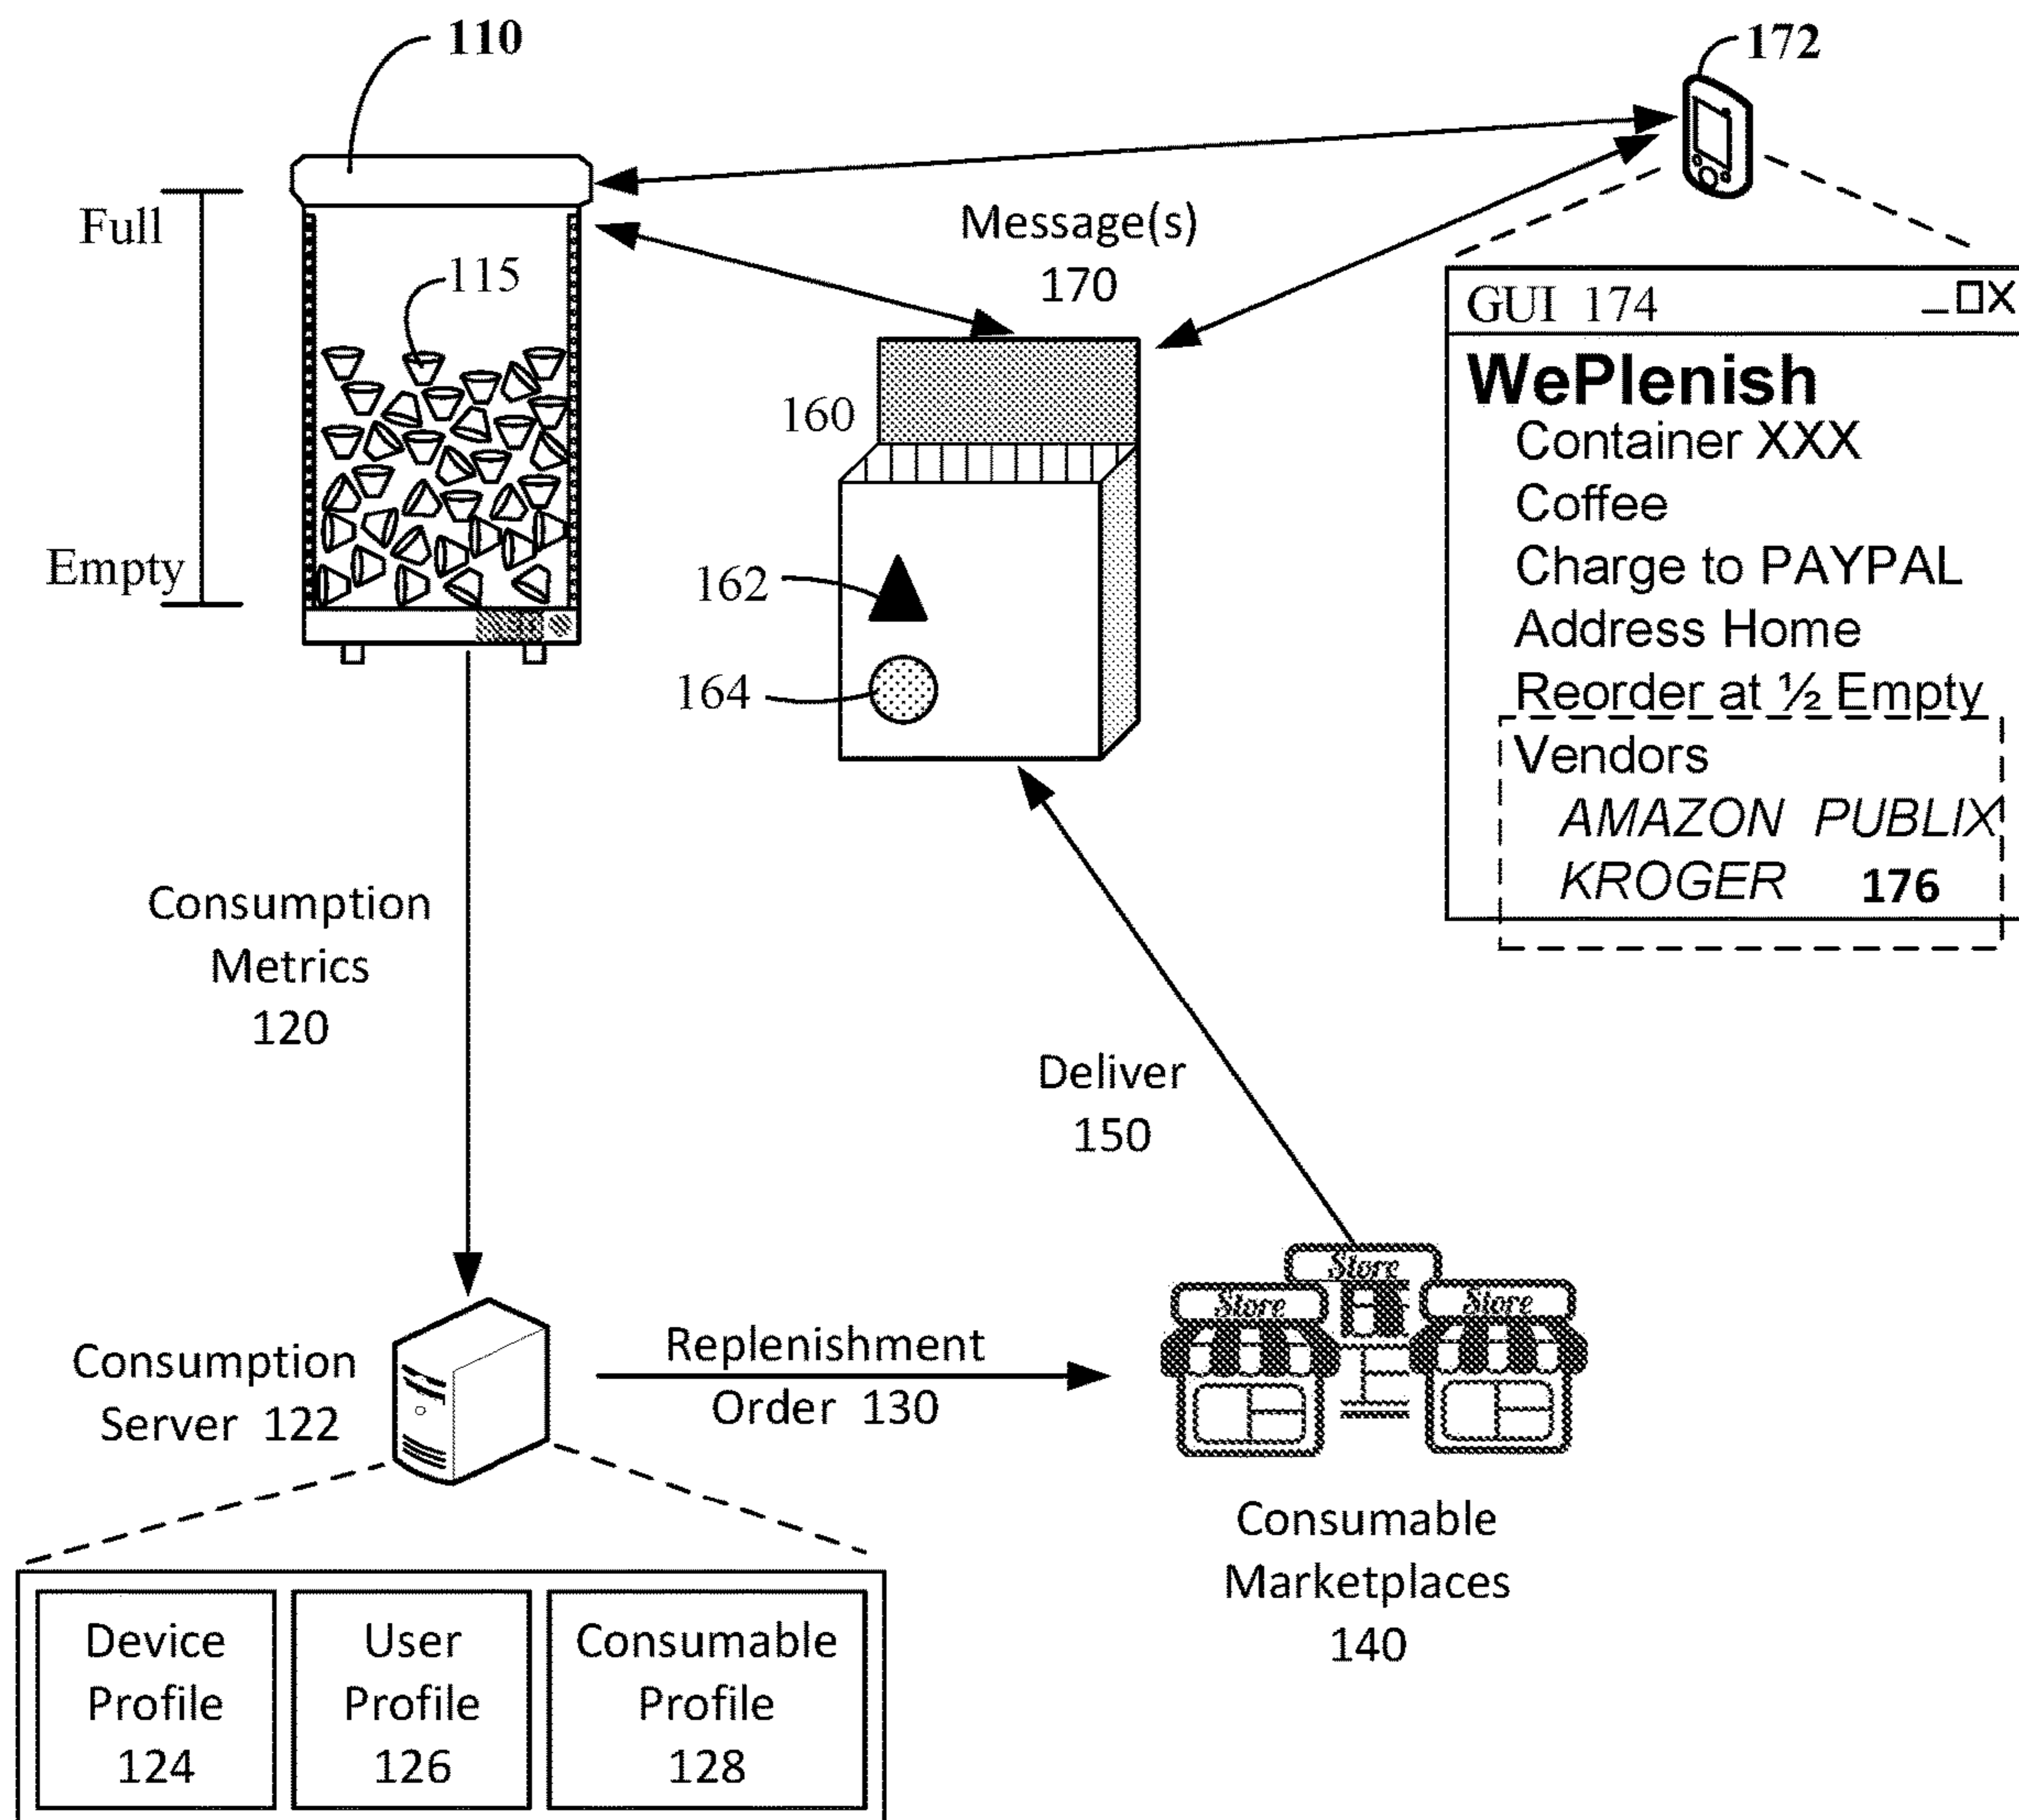 110
172
Full
115
Empty
Message(s)
170
160
162
164
GUI 174
_□X
WePlenish
Container XXX
Coffee
Charge to PAYPAL
Address Home
Reorder at ½ Empty
Vendors
AMAZON PUBLIX
KROGER 176
Consumption
Metrics
120
Deliver
150
Consumption
Server 122
Replenishment
Order 130
Store
Store
Store
Consumable
Marketplaces
140
Device
Profile
124
User
Profile
126
Consumable
Profile
128